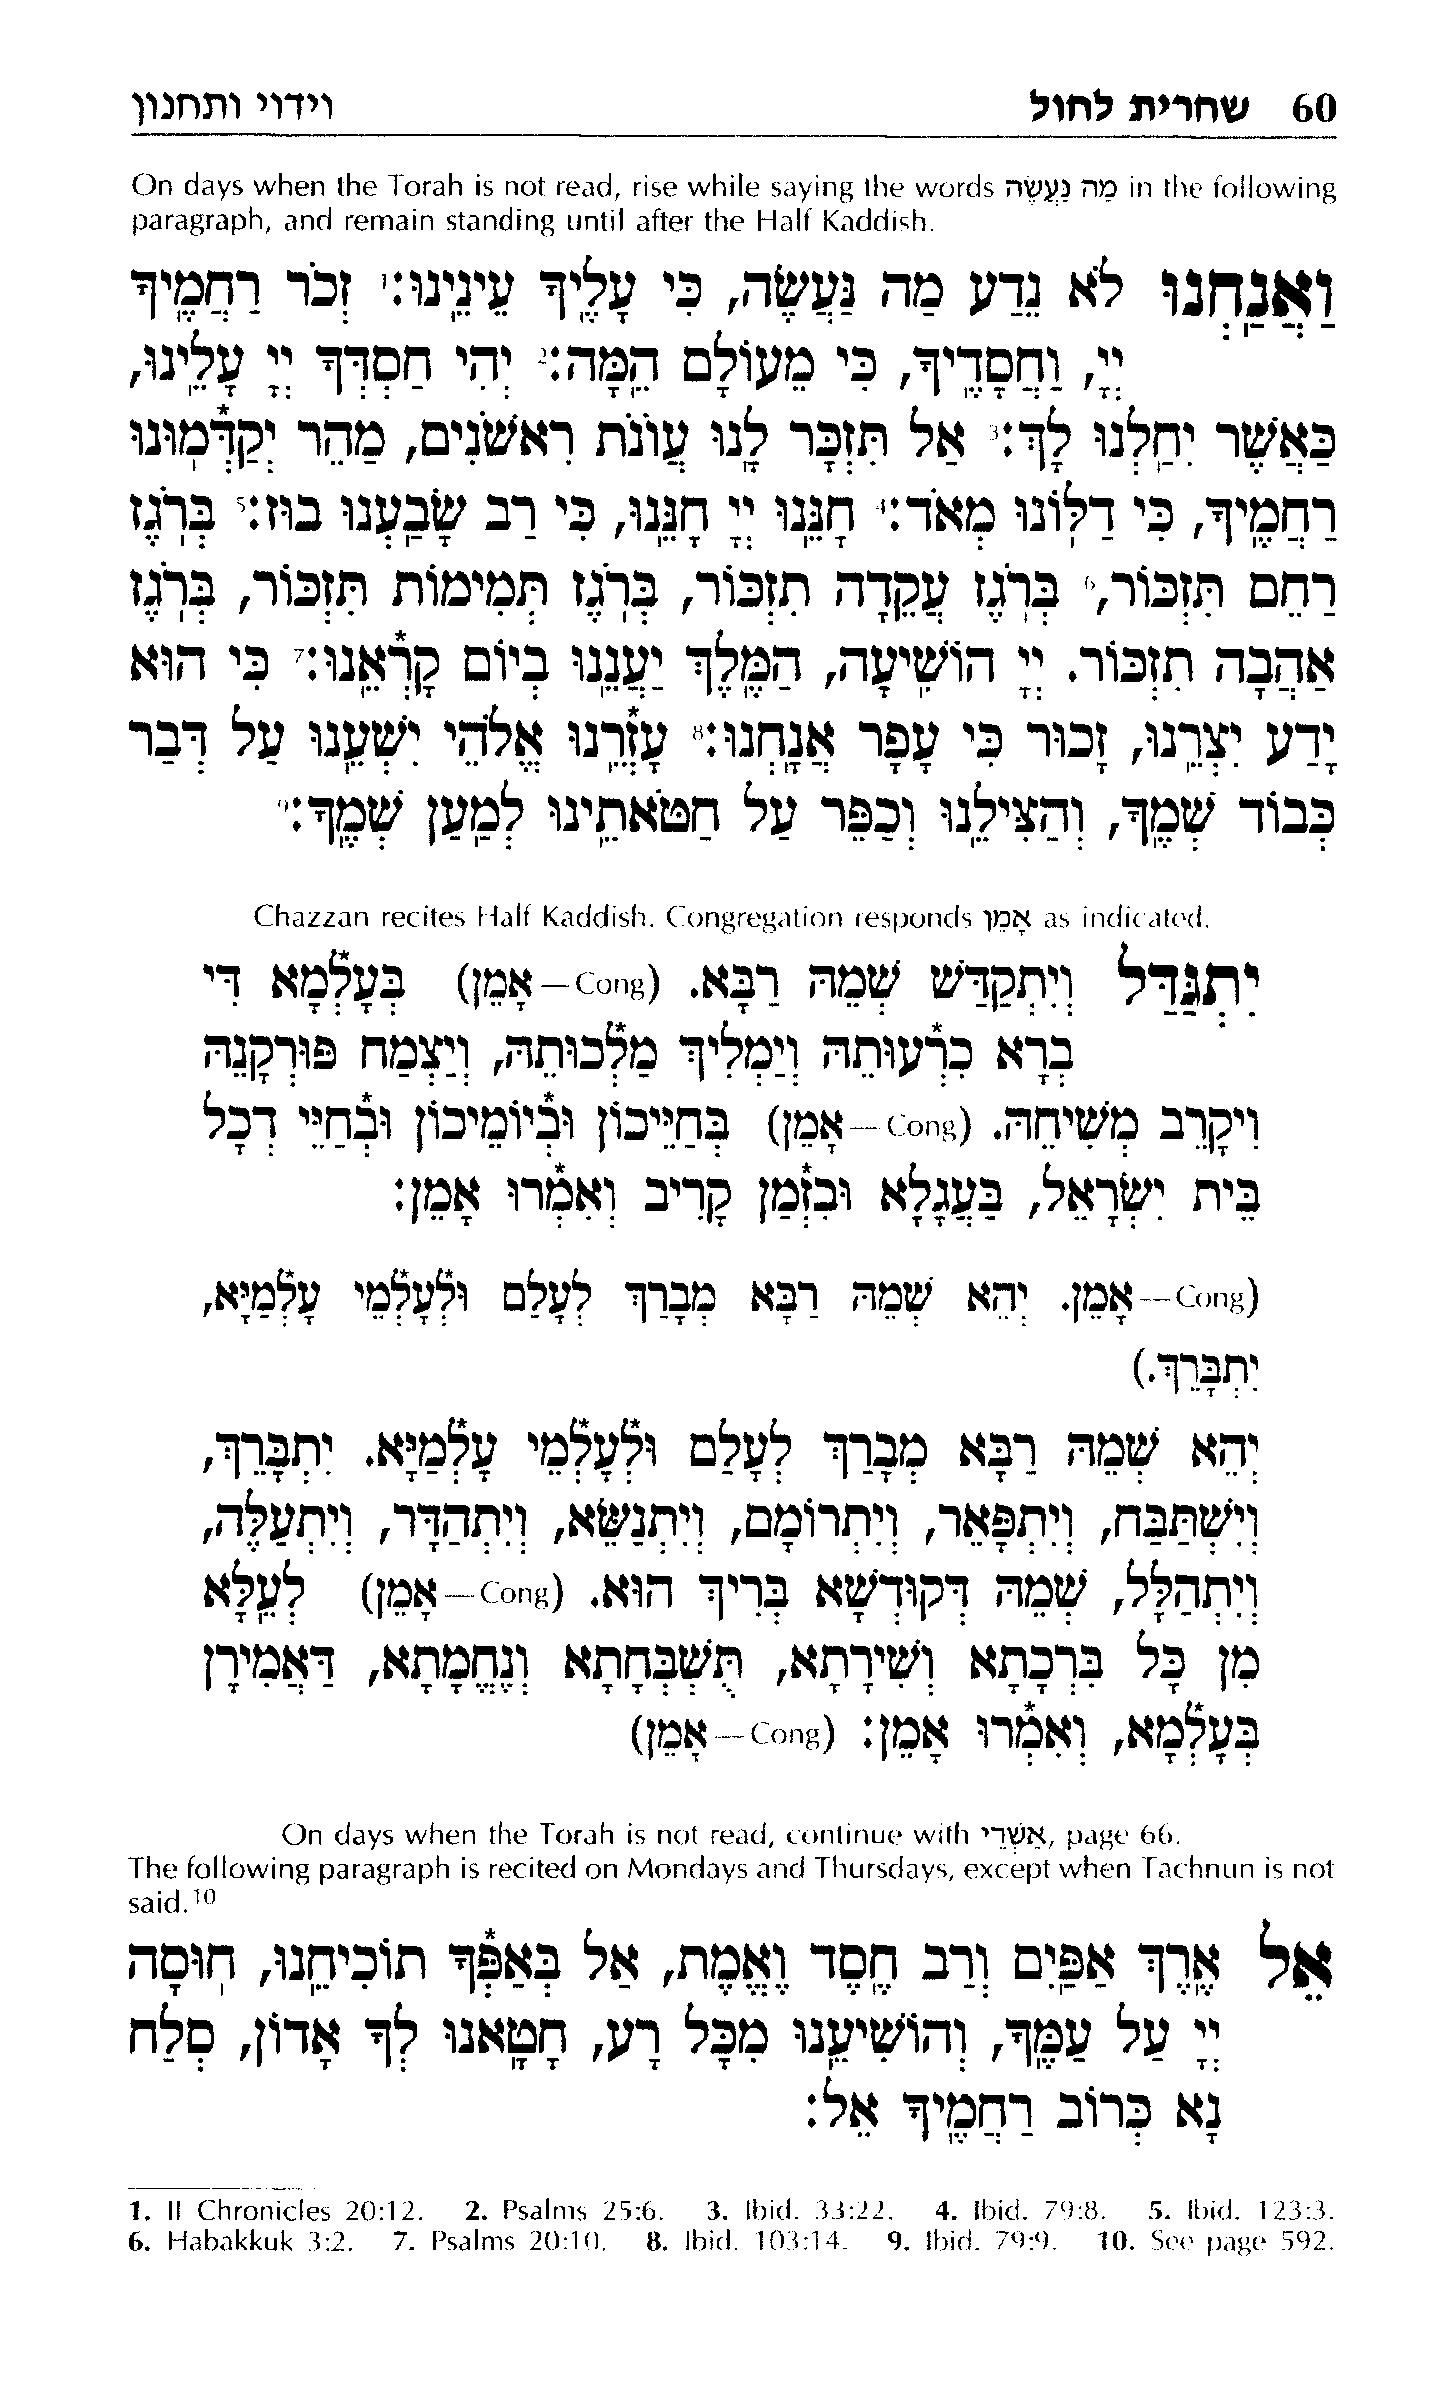 60 שחרית לחול וידוי ותחנון
On days when the Torah is not read, rise while saying the words מַה נַּעֲשֶׂה in the following
paragraph, and remain standing until after the Half Kaddish.
וַאֲנַחְנוּ לֹא נֵדַע מַה נַּעֲשֶׂה, כִּי עָלֶיךָ עֵינֵינוּ:¹ זְכֹר רַחֲמֶיךָ
יְיָ, וַחֲסָדֶיךָ, כִּי מֵעוֹלָם הֵמָּה:² יְהִי חַסְדְּךָ יְיָ עָלֵינוּ,
כַּאֲשֶׁר יִחַלְנוּ לָךְ:³ אַל תִּזְכָּר לָנוּ עֲוֹנֹת רִאשֹׁנִים, מַהֵר יְקַדְּ*מוּנוּ
רַחֲמֶיךָ, כִּי דַלּוֹנוּ מְאֹד:⁴ חָנֵּנוּ יְיָ חָנֵּנוּ, כִּי רַב שָׂבַעְנוּ בוּז:⁵ בְּרֹגֶז
רַחֵם תִּזְכּוֹר,⁶ בְּרֹגֶז עֲקֵדָה תִּזְכּוֹר, בְּרֹגֶז תְּמִימוֹת תִּזְכּוֹר, בְּרֹגֶז
אַהֲבָה תִּזְכּוֹר. יְיָ הוֹשִׁיעָה, הַמֶּלֶךְ יַעֲנֵנוּ בְיוֹם קָרְ*אֵנוּ:⁷ כִּי הוּא
יָדַע יִצְרֵנוּ, זָכוּר כִּי עָפָר אֲנָחְנוּ:⁸ עָזְ*רֵנוּ אֱלֹהֵי יִשְׁעֵנוּ עַל דְּבַר
כְּבוֹד שְׁמֶךָ, וְהַצִּילֵנוּ וְכַפֵּר עַל חַטֹּאתֵינוּ לְמַעַן שְׁמֶךָ:⁹
Chazzan recites Half Kaddish. Congregation responds אָמֵן as indicated.
יִתְגַּדַּל וְיִתְקַדַּשׁ שְׁמֵהּ רַבָּא. (Cong—אָמֵן) בְּעָלְ*מָא דִּי
בְרָא כִרְ*עוּתֵהּ וְיַמְלִיךְ מַלְ*כוּתֵהּ, וְיַצְמַח פּוּרְקָנֵהּ
וִיקָרֵב מְשִׁיחֵהּ. (Cong—אָמֵן) בְּחַיֵּיכוֹן וּבְ*יוֹמֵיכוֹן וּבְ*חַיֵּי דְכָל
בֵּית יִשְׂרָאֵל, בַּעֲגָלָא וּבִזְ*מַן קָרִיב וְאִמְ*רוּ אָמֵן:
(Cong—אָמֵן. יְהֵא שְׁמֵהּ רַבָּא מְבָרַךְ לְעָלַם וּלְ*עָלְ*מֵי עָלְ*מַיָּא,
יִתְבָּרֵךְ.)
יְהֵא שְׁמֵהּ רַבָּא מְבָרַךְ לְעָלַם וּלְ*עָלְ*מֵי עָלְ*מַיָּא. יִתְבָּרֵךְ,
וְיִשְׁתַּבַּח, וְיִתְפָּאֵר, וְיִתְרוֹמָם, וְיִתְנַשֵּׂא, וְיִתְהַדָּר, וְיִתְעַלֶּה,
וְיִתְהַלָּל, שְׁמֵהּ דְּקוּדְשָׁא בְּרִיךְ הוּא. (Cong—אָמֵן) לְעֵלָּא
מִן כָּל בִּרְכָתָא וְשִׁירָתָא, תֻּשְׁבְּחָתָא וְנֶחֱמָתָא, דַּאֲמִירָן
בְּעָלְ*מָא, וְאִמְ*רוּ אָמֵן: (Cong—אָמֵן)
On days when the Torah is not read, continue with אַשְׁרֵי, page 66.
The following paragraph is recited on Mondays and Thursdays, except when Tachnun is not
said.¹⁰
אֵל אֶרֶךְ אַפַּיִם וְרַב חֶסֶד וֶאֱמֶת, אַל בְּאַפְּ*ךָ תוֹכִיחֵנוּ, חוּסָה
יְיָ עַל עַמֶּךָ, וְהוֹשִׁיעֵנוּ מִכָּל רָע, חָטָאנוּ לְךָ אָדוֹן, סְלַח
נָא כְּרוֹב רַחֲמֶיךָ אֵל:
1. II Chronicles 20:12. 2. Psalms 25:6. 3. Ibid. 33:22. 4. Ibid. 79:8. 5. Ibid. 123:3.
6. Habakkuk 3:2. 7. Psalms 20:10. 8. Ibid. 103:14. 9. Ibid. 79:9. 10. See page 592.